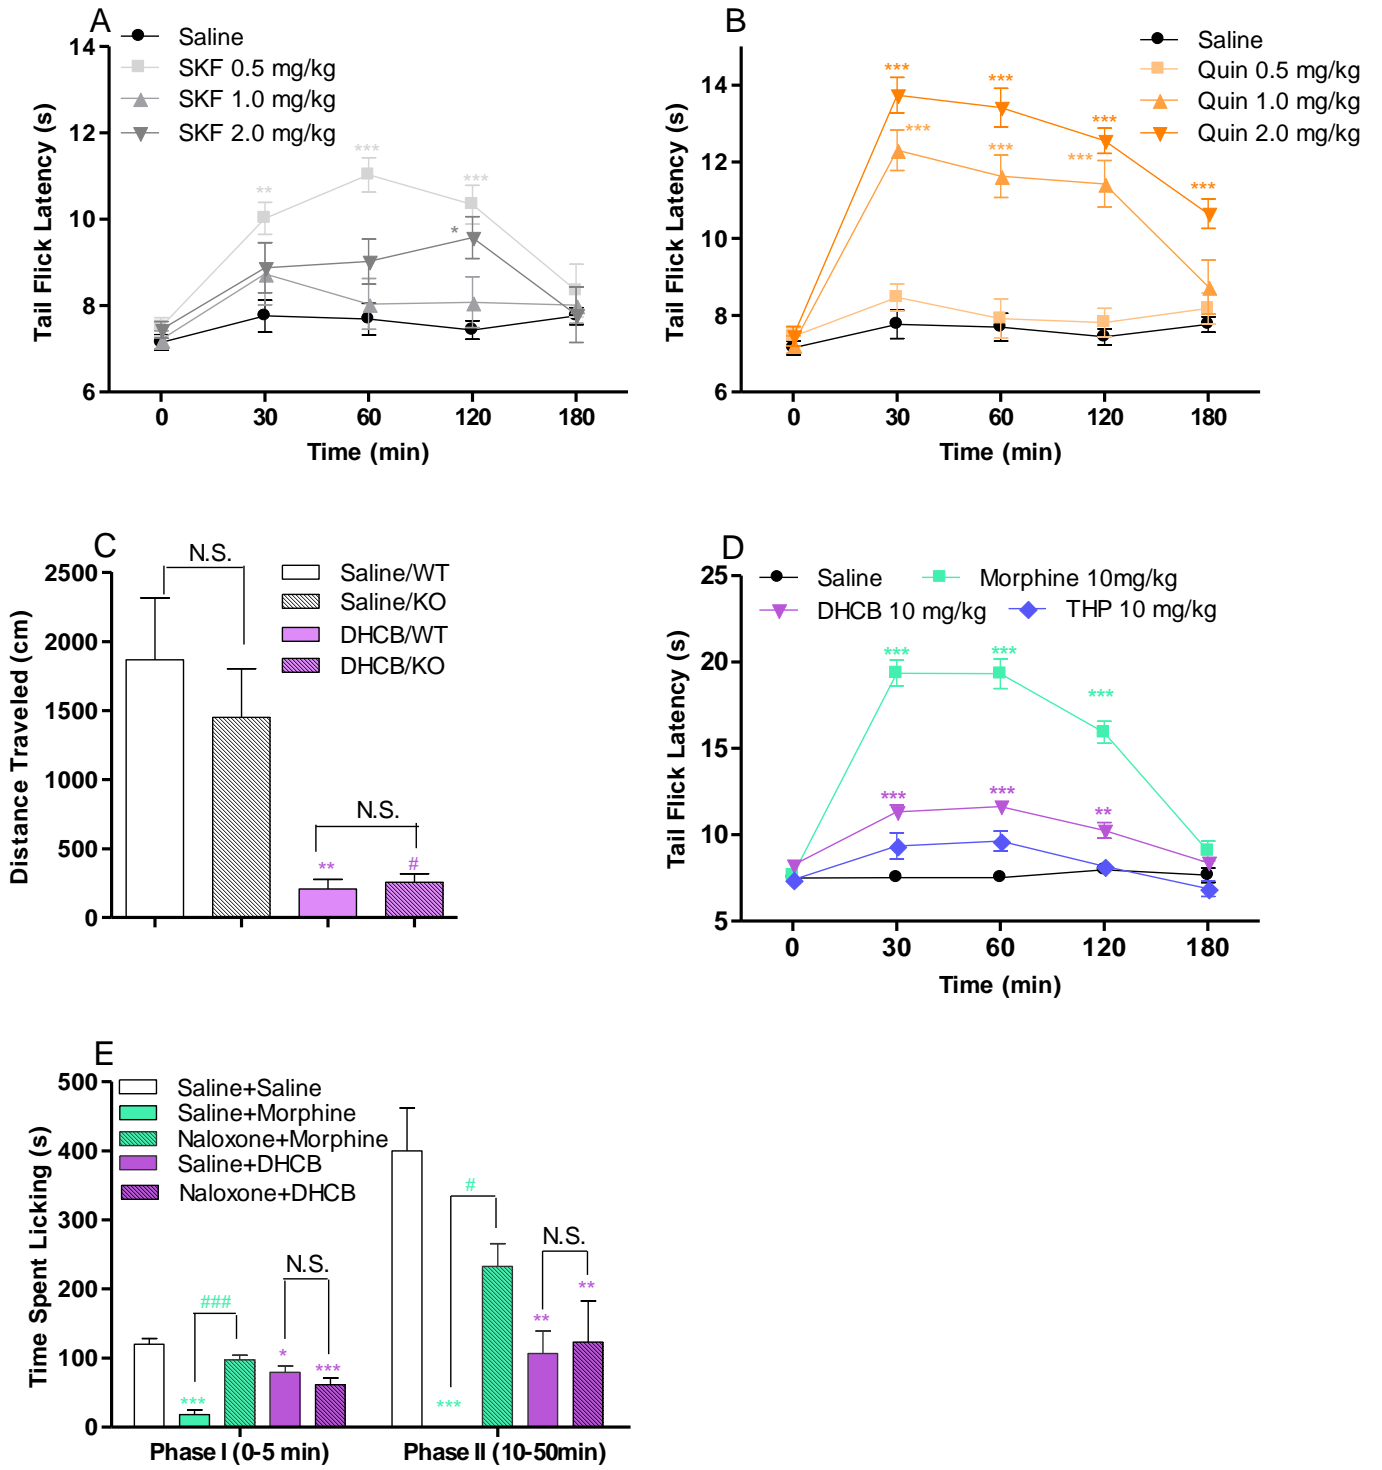 A
Saline
SKF 0.5 mg/kg
SKF 1.0 mg/kg
SKF 2.0 mg/kg
14
12
10
8
6
Tail Flick Latency (s)
**
***
***
*
0 30 60 120 180
Time (min)
B
Saline
Quin 0.5 mg/kg
Quin 1.0 mg/kg
Quin 2.0 mg/kg
14
12
10
8
6
Tail Flick Latency (s)
***
***
***
***
***
***
***
0 30 60 120 180
Time (min)
C
N.S.
Saline/WT
Saline/KO
DHCB/WT
DHCB/KO
2500
2000
1500
1000
500
0
Distance Traveled (cm)
N.S.
**
#
D
Saline
Morphine 10mg/kg
DHCB 10 mg/kg
THP 10 mg/kg
25
20
15
10
5
Tail Flick Latency (s)
***
***
***
***
***
**
0 30 60 120 180
Time (min)
E
Saline+Saline
Saline+Morphine
Naloxone+Morphine
Saline+DHCB
Naloxone+DHCB
500
400
300
200
100
0
Time Spent Licking (s)
###
N.S.
***
*
***
#
N.S.
***
**
**
Phase I (0-5 min)
Phase II (10-50min)